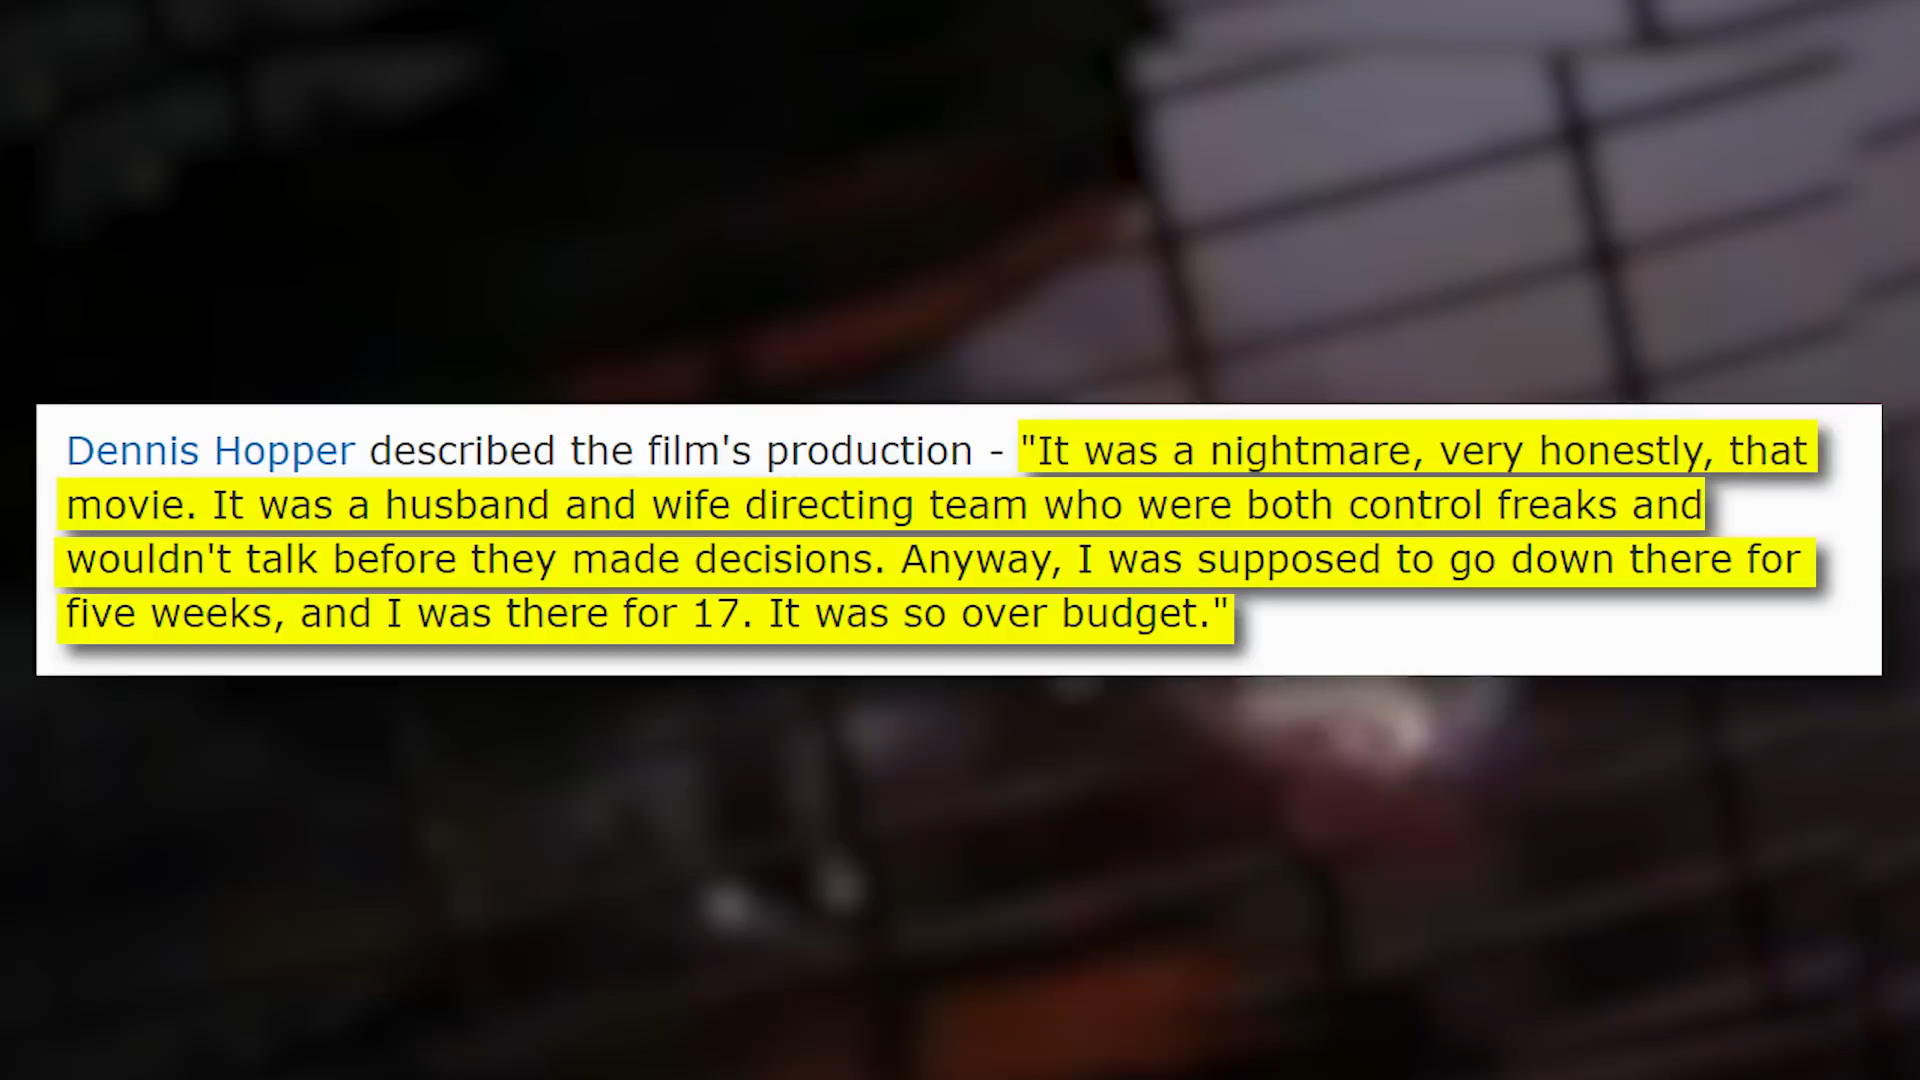 Dennis Hopper described the film's production - "It was a nightmare, very honestly, that
movie. It was a husband and wife directing team who were both control freaks and
wouldn't talk before they made decisions. Anyway, I was supposed to go down there for
five weeks, and I was there for 17. It was so over budget."